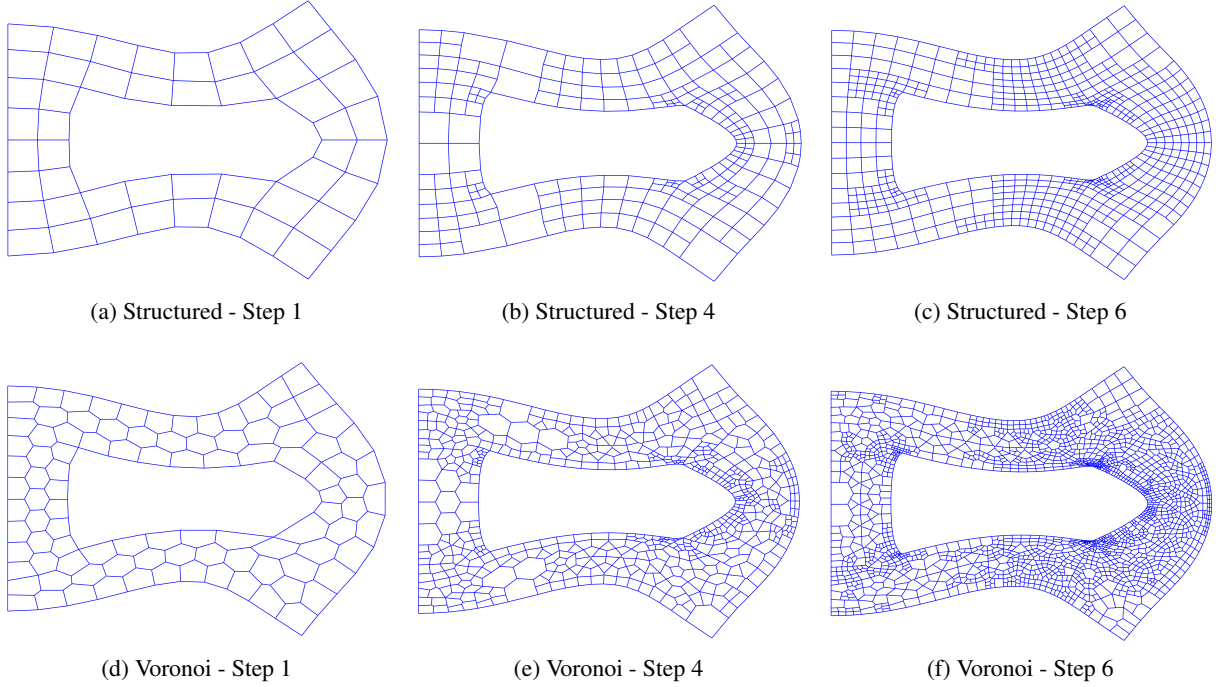 (a) Structured - Step 1
(b) Structured - Step 4
(c) Structured - Step 6
(d) Voronoi - Step 1
(e) Voronoi - Step 4
(f) Voronoi - Step 6